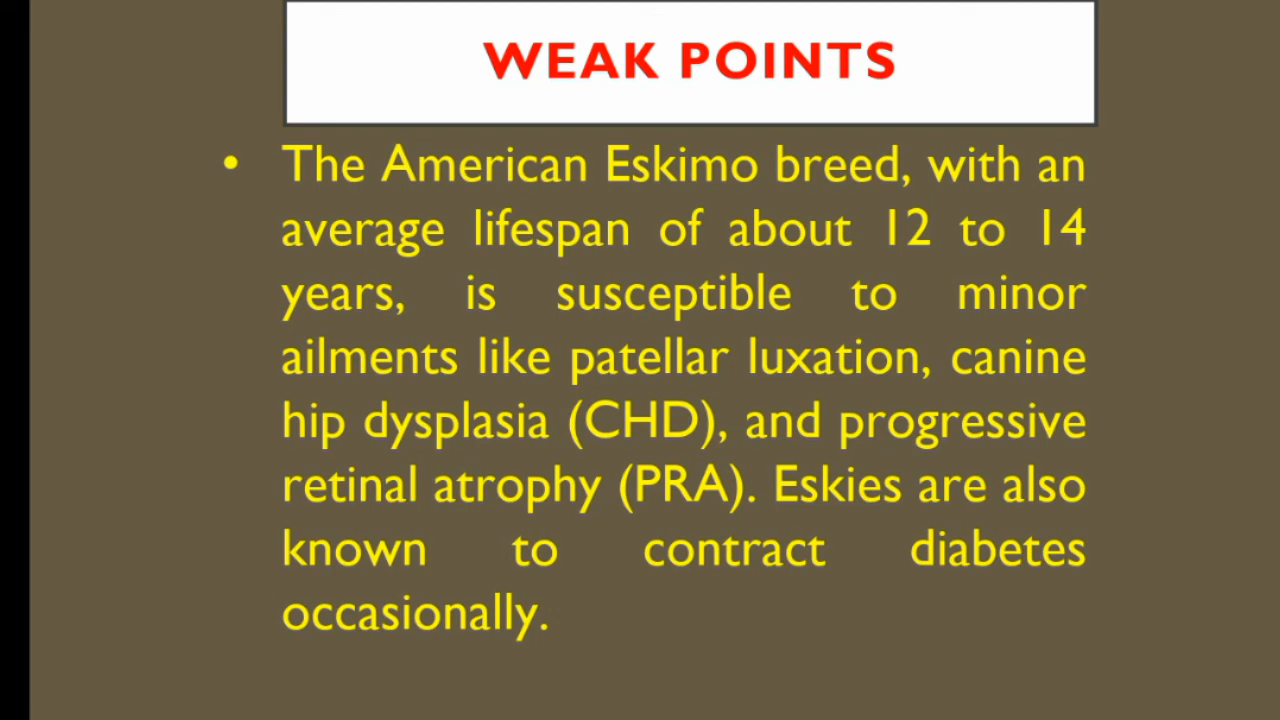 WEAK POINTS
• The American Eskimo breed, with an
average lifespan of about 12 to 14
years, is susceptible to minor
ailments like patellar luxation, canine
hip dysplasia (CHD), and progressive
retinal atrophy (PRA). Eskies are also
known to contract diabetes
occasionally.